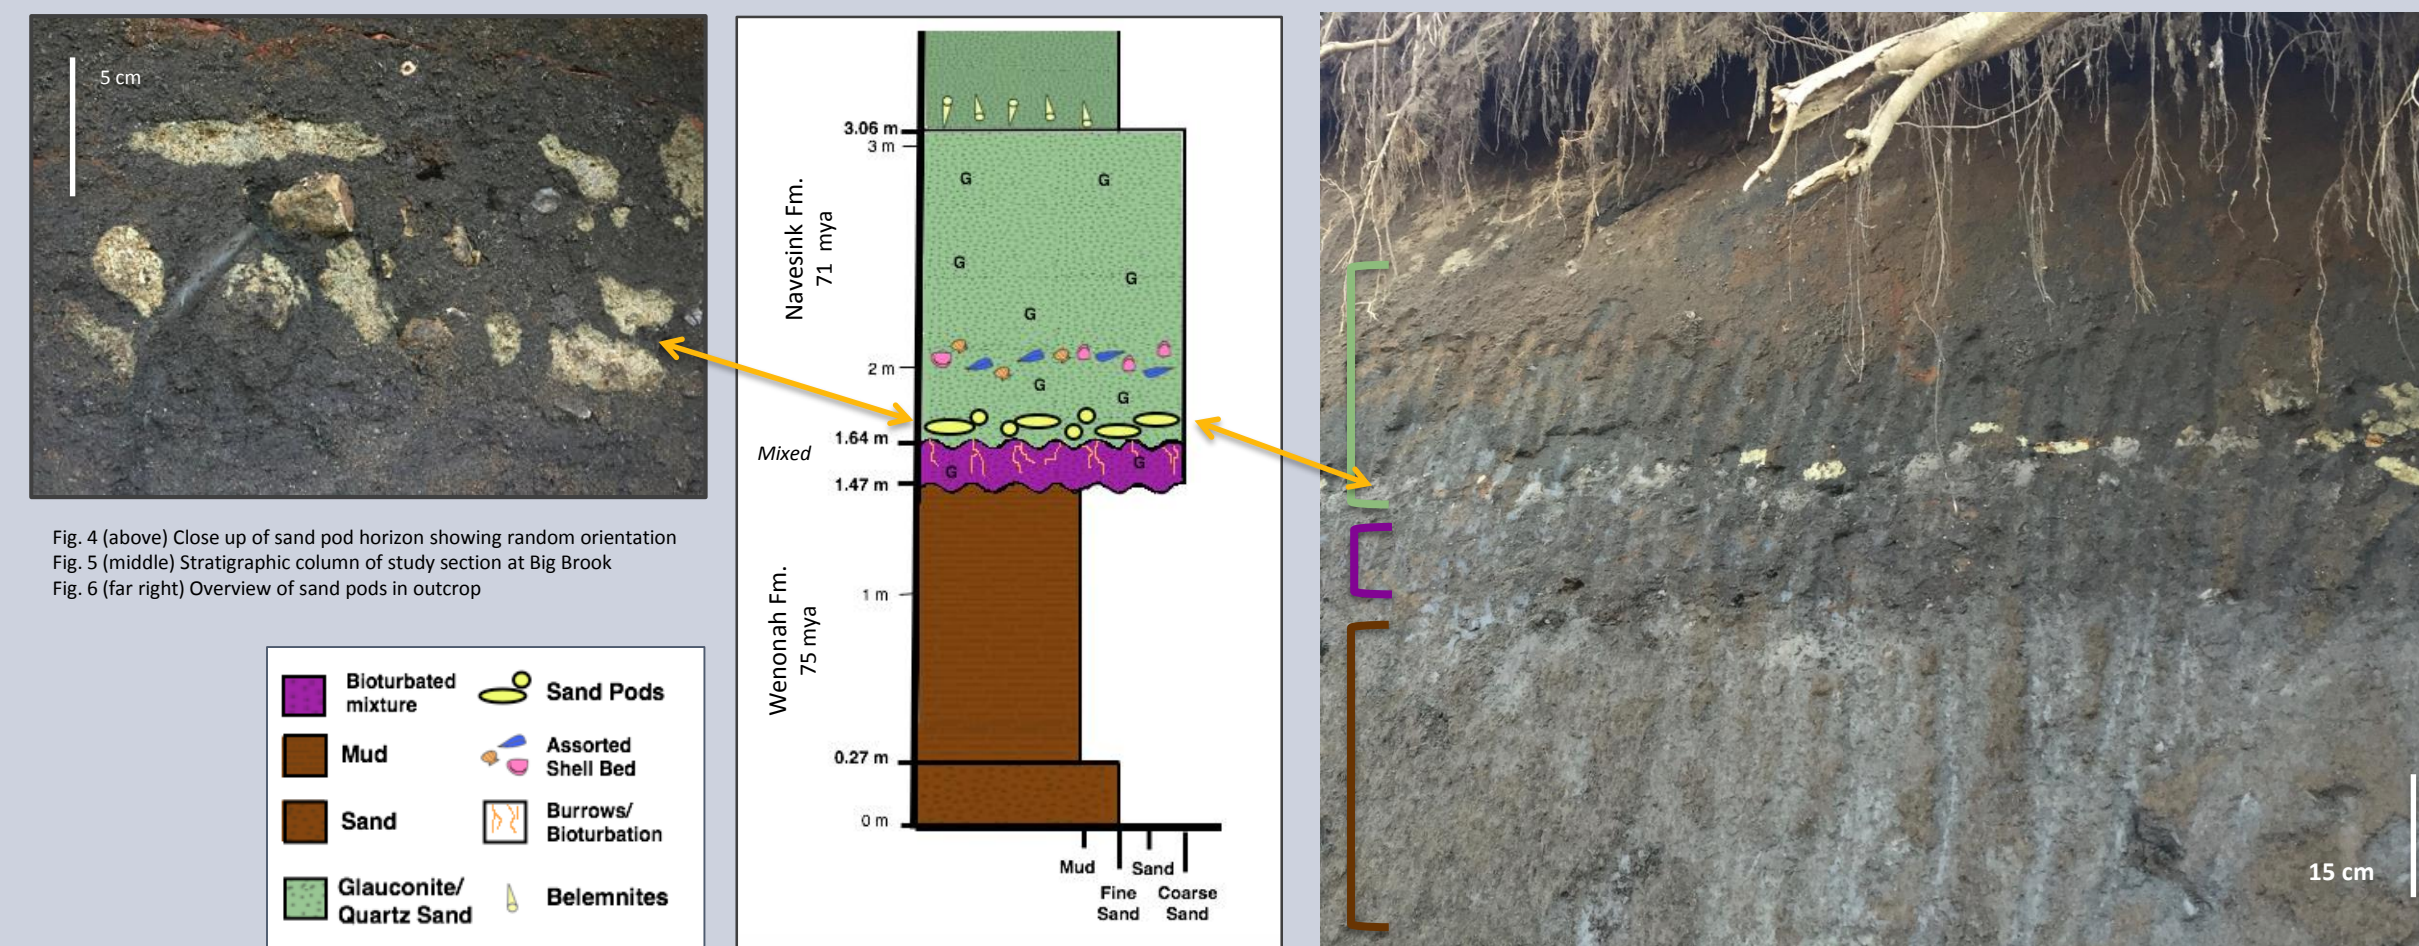 5 cm
Fig. 4 (above) Close up of sand pod horizon showing random orientation
Fig. 5 (middle) Stratigraphic column of study section at Big Brook
Fig. 6 (far right) Overview of sand pods in outcrop
Bioturbated
mixture
Sand Pods
Mud
Assorted
Shell Bed
Sand
Burrows/
Bioturbation
Glauconite/
Quartz Sand
Belemnites
3.06 m
3 m
G
G
Navesink Fm.
71 mya
G
G
G
2 m
G
G
1.64 m
Mixed
G
G
1.47 m
1 m
Wenonah Fm.
75 mya
0.27 m
0 m
Mud
Sand
Fine
Sand
Coarse
Sand
15 cm